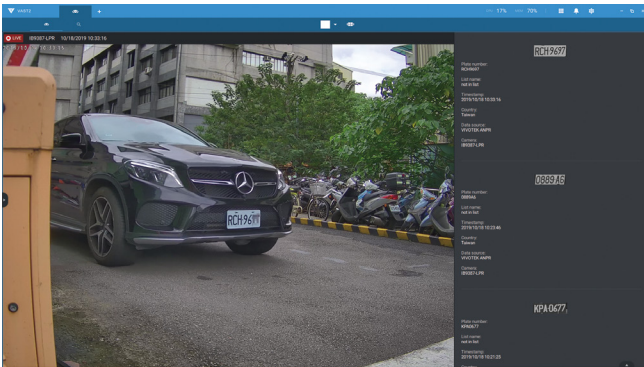 VAST2
17%
70%
LIVE IB9387-LPR 10/18/2019 10:33:16
RCH9697
Plate number:
RCH9697
List name:
not in list
Timestamp:
2019/10/18 10:33:16
Country:
Taiwan
Data source:
VIVOTEK ANPR
Camera:
IB9387-LPR
0889A6
Plate number:
0889A6
List name:
not in list
Timestamp:
2019/10/18 10:23:46
Country:
Taiwan
Data source:
VIVOTEK ANPR
Camera:
IB9387-LPR
KPA-0677
Plate number:
KPA0677
List name:
not in list
Timestamp:
2019/10/18 10:21:25